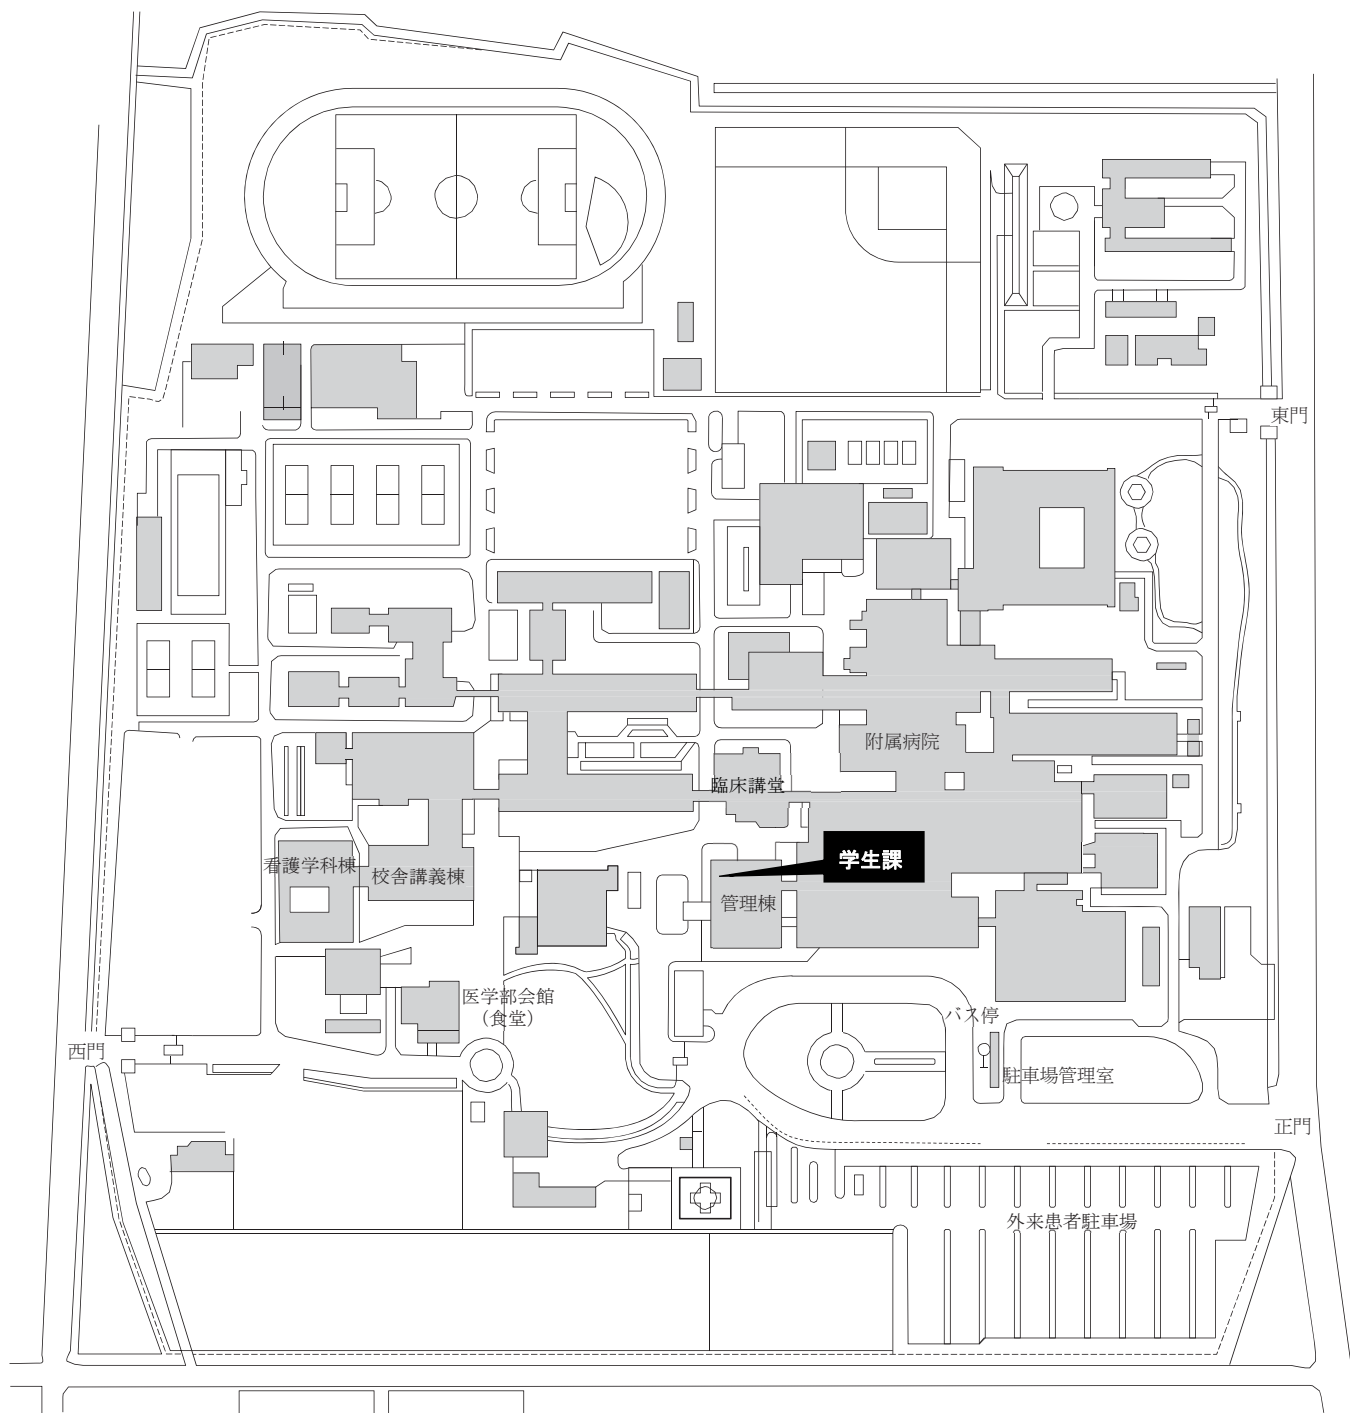 東門
附属病院
臨床講堂
学生課
看護学科棟
校舎講義棟
管理棟
医学部会館
(食堂)
バス停
西門
駐車場管理室
正門
外来患者駐車場